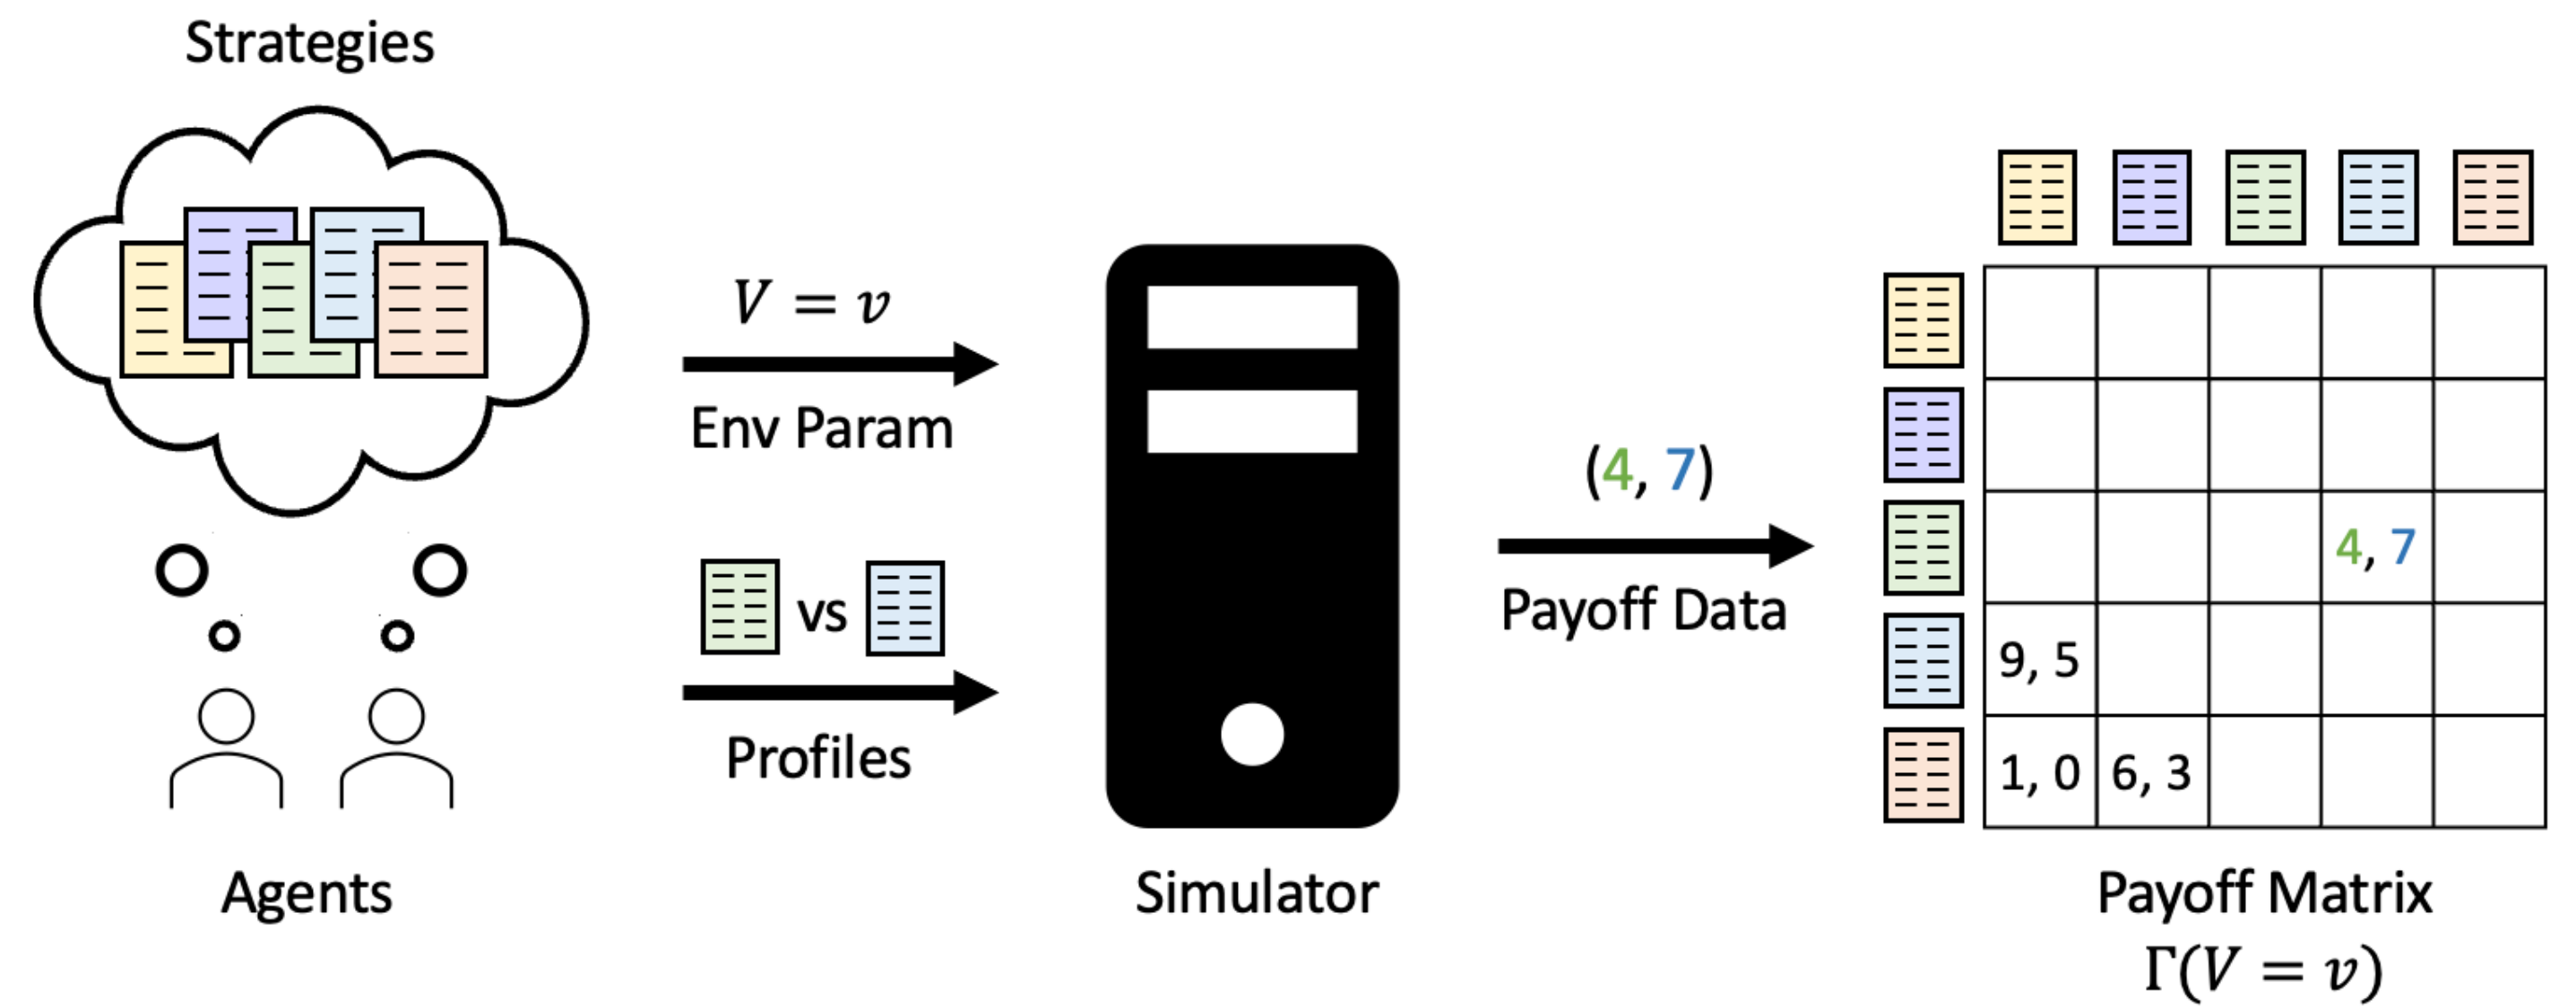 Strategies
Agents
V = v
Env Param
vs
Profiles
Simulator
(4, 7)
Payoff Data
4, 7
9, 5
1, 0
6, 3
Payoff Matrix
Γ(V = v)